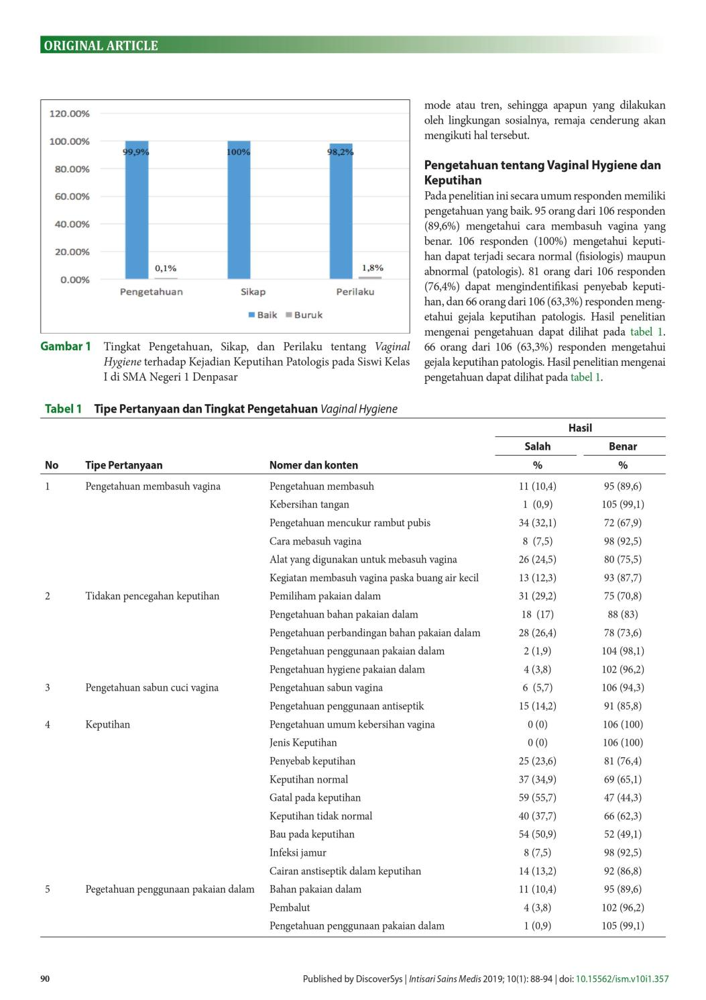 ORIGINAL ARTICLE
120.00%
100.00%
80.00%
60.00%
40.00%
20.00%
0.00%
99,9%
0,1%
100%
98,2%
1,8%
Pengetahuan
Sikap
Perilaku
Baik Buruk
Gambar 1 Tingkat Pengetahuan, Sikap, dan Perilaku tentang Vaginal
Hygiene terhadap Kejadian Keputihan Patologis pada Siswi Kelas
I di SMA Negeri 1 Denpasar
mode atau tren, sehingga apapun yang dilakukan
oleh lingkungan sosialnya, remaja cenderung akan
mengikuti hal tersebut.
Pengetahuan tentang Vaginal Hygiene dan
Keputihan
Pada penelitian ini secara umum responden memiliki
pengetahuan yang baik. 95 orang dari 106 responden
(89,6%) mengetahui cara membasuh vagina yang
benar. 106 responden (100%) mengetahui keputi-
han dapat terjadi secara normal (fisiologis) maupun
abnormal (patologis). 81 orang dari 106 responden
(76,4%) dapat mengindentifikasi penyebab keputi-
han, dan 66 orang dari 106 (63,3%) responden meng-
etahui gejala keputihan patologis. Hasil penelitian
mengenai pengetahuan dapat dilihat pada tabel 1.
66 orang dari 106 (63,3%) responden mengetahui
gejala keputihan patologis. Hasil penelitian mengenai
pengetahuan dapat dilihat pada tabel 1.
Tabel 1 Tipe Pertanyaan dan Tingkat Pengetahuan Vaginal Hygiene
Hasil
Salah Benar
No Tipe Pertanyaan Nomer dan konten % %
1 Pengetahuan membasuh vagina Pengetahuan membasuh 11 (10,4) 95 (89,6)
Kebersihan tangan 1 (0,9) 105 (99,1)
Pengetahuan mencukur rambut pubis 34 (32,1) 72 (67,9)
Cara mebasuh vagina 8 (7,5) 98 (92,5)
Alat yang digunakan untuk mebasuh vagina 26 (24,5) 80 (75,5)
Kegiatan membasuh vagina paska buang air kecil 13 (12,3) 93 (87,7)
2 Tidakan pencegahan keputihan Pemiliham pakaian dalam 31 (29,2) 75 (70,8)
Pengetahuan bahan pakaian dalam 18 (17) 88 (83)
Pengetahuan perbandingan bahan pakaian dalam 28 (26,4) 78 (73,6)
Pengetahuan penggunaan pakaian dalam 2 (1,9) 104 (98,1)
Pengetahuan hygiene pakaian dalam 4 (3,8) 102 (96,2)
3 Pengetahuan sabun cuci vagina Pengetahuan sabun vagina 6 (5,7) 106 (94,3)
Pengetahuan penggunaan antiseptik 15 (14,2) 91 (85,8)
4 Keputihan Pengetahuan umum kebersihan vagina 0 (0) 106 (100)
Jenis Keputihan 0 (0) 106 (100)
Penyebab keputihan 25 (23,6) 81 (76,4)
Keputihan normal 37 (34,9) 69 (65,1)
Gatal pada keputihan 59 (55,7) 47 (44,3)
Keputihan tidak normal 40 (37,7) 66 (62,3)
Bau pada keputihan 54 (50,9) 52 (49,1)
Infeksi jamur 8 (7,5) 98 (92,5)
Cairan anstiseptik dalam keputihan 14 (13,2) 92 (86,8)
5 Pegetahuan penggunaan pakaian dalam Bahan pakaian dalam 11 (10,4) 95 (89,6)
Pembalut 4 (3,8) 102 (96,2)
Pengetahuan penggunaan pakaian dalam 1 (0,9) 105 (99,1)
90 Published by DiscoverSys | Intisari Sains Medis 2019; 10(1): 88-94 | doi: 10.15562/ism.v10i1.357